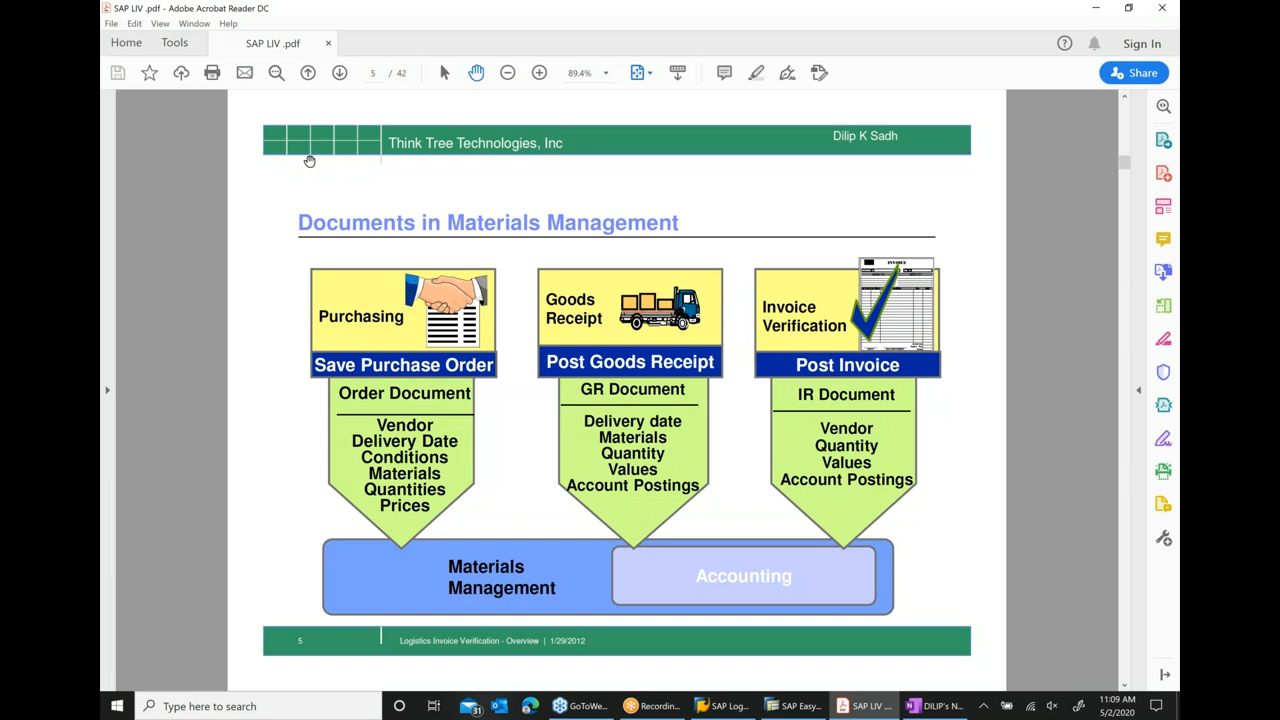 SAP LIV .pdf - Adobe Acrobat Reader DC
File Edit View Window Help
Home Tools SAP LIV .pdf × Sign In
5 / 42 89.4% Share
Think Tree Technologies, Inc Dilip K Sadh
Documents in Materials Management
Purchasing
Save Purchase Order
Order Document
Vendor
Delivery Date
Conditions
Materials
Quantities
Prices
Goods
Receipt
Post Goods Receipt
GR Document
Delivery date
Materials
Quantity
Values
Account Postings
INVOICE
Invoice
Verification
Post Invoice
IR Document
Vendor
Quantity
Values
Account Postings
Materials
Management
Accounting
5 Logistics Invoice Verification - Overview | 1/29/2012
Type here to search 31 GoToWe... Recordin... SAP Log... SAP Easy... SAP LIV ... DILIP's N... 11:09 AM
5/2/2020